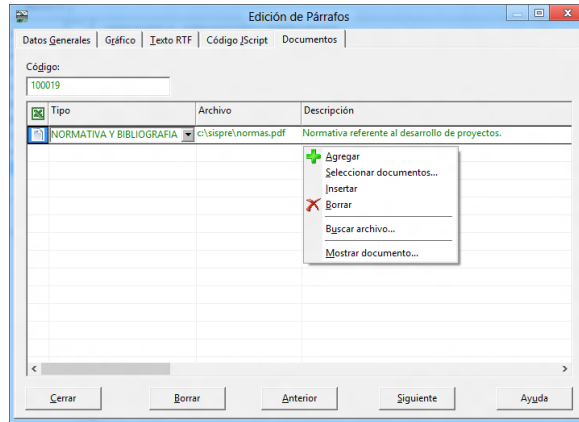 Edición de Párrafos
Datos Generales Gráfico Texto RTF Código JScript Documentos
Código:
100019
Tipo Archivo Descripción
NORMATIVA Y BIBLIOGRAFIA c:\sispre\normas.pdf Normativa referente al desarrollo de proyectos.
Agregar
Seleccionar documentos...
Insertar
Borrar
Buscar archivo...
Mostrar documento...
Cerrar Borrar Anterior Siguiente Ayuda